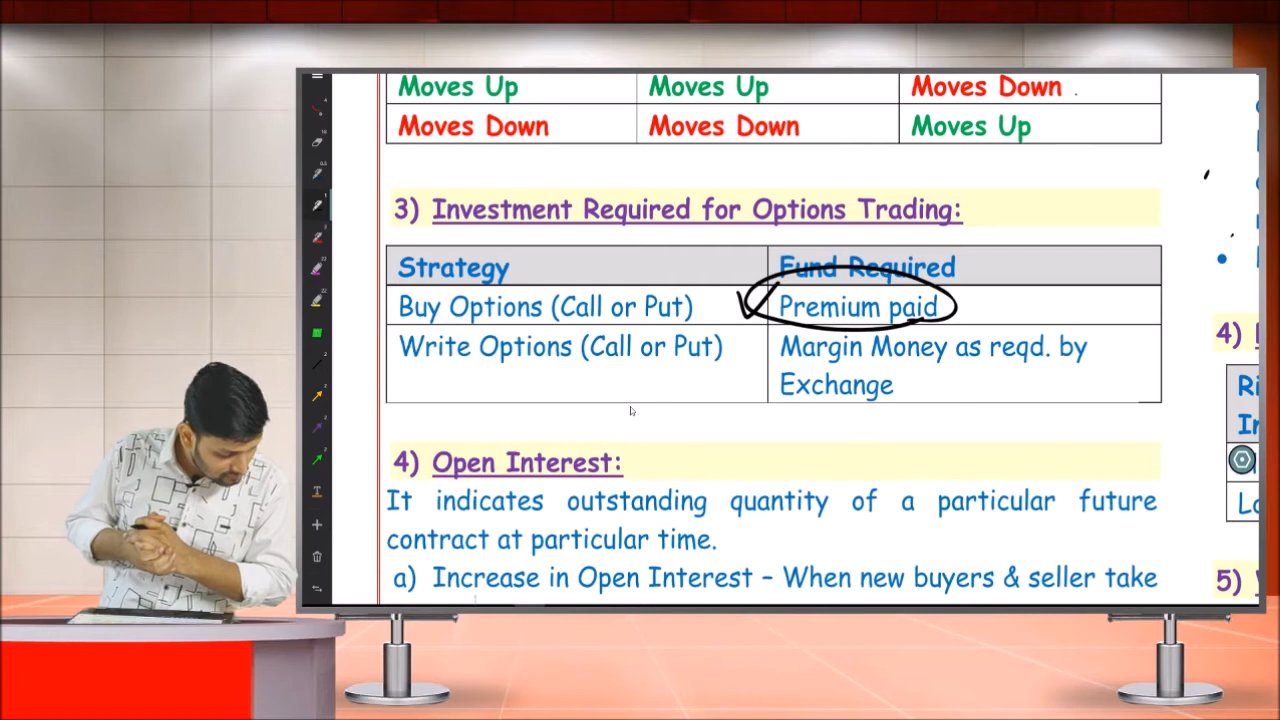 Moves Up Moves Up Moves Down
Moves Down Moves Down Moves Up
3) Investment Required for Options Trading:
Strategy Fund Required
Buy Options (Call or Put) Premium paid
Write Options (Call or Put) Margin Money as reqd. by
Exchange
4) Open Interest:
It indicates outstanding quantity of a particular future
contract at particular time.
a) Increase in Open Interest – When new buyers & seller take
4)
Ri
In
Lo
5)